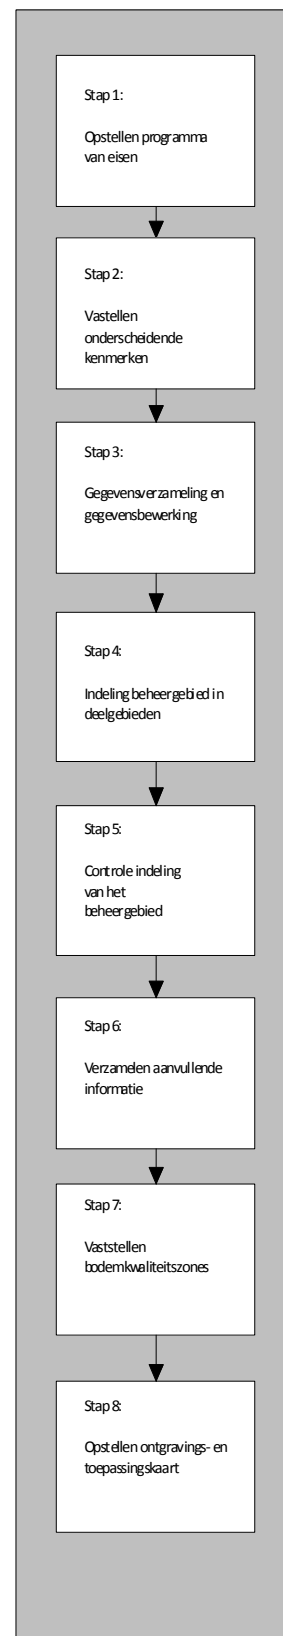 Stap 1:
Opstellen programma
van eisen
Stap 2:
Vastellen
onderscheidende
kenmerken
Stap 3:
Gegevensverzameling en
gegevensbewerking
Stap 4:
Indeling beheergebied in
deelgebieden
Stap 5:
Controle indeling
van het
beheergebied
Stap 6:
Verzamelen aanvullende
informatie
Stap 7:
Vaststellen
bodemkwaliteitszones
Stap 8:
Opstellen ontgravings- en
toepassingskaart